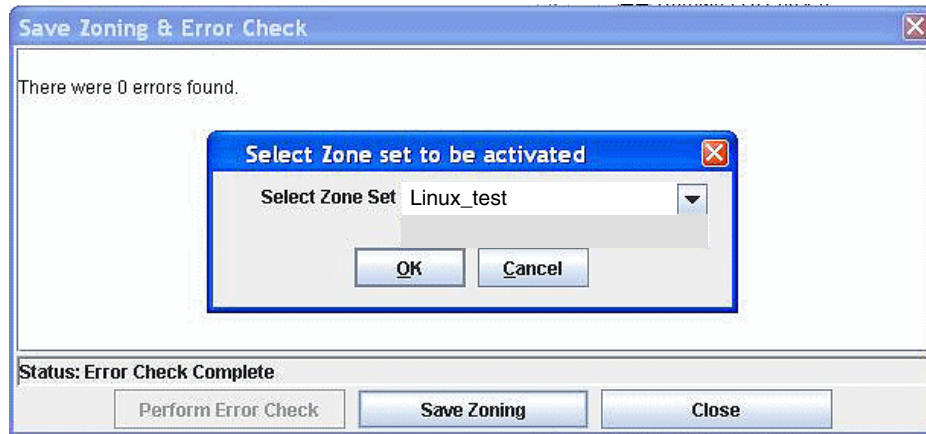 Save Zoning & Error Check
There were 0 errors found.
Select Zone set to be activated
Select Zone Set Linux_test
OK Cancel
Status: Error Check Complete
Perform Error Check Save Zoning Close